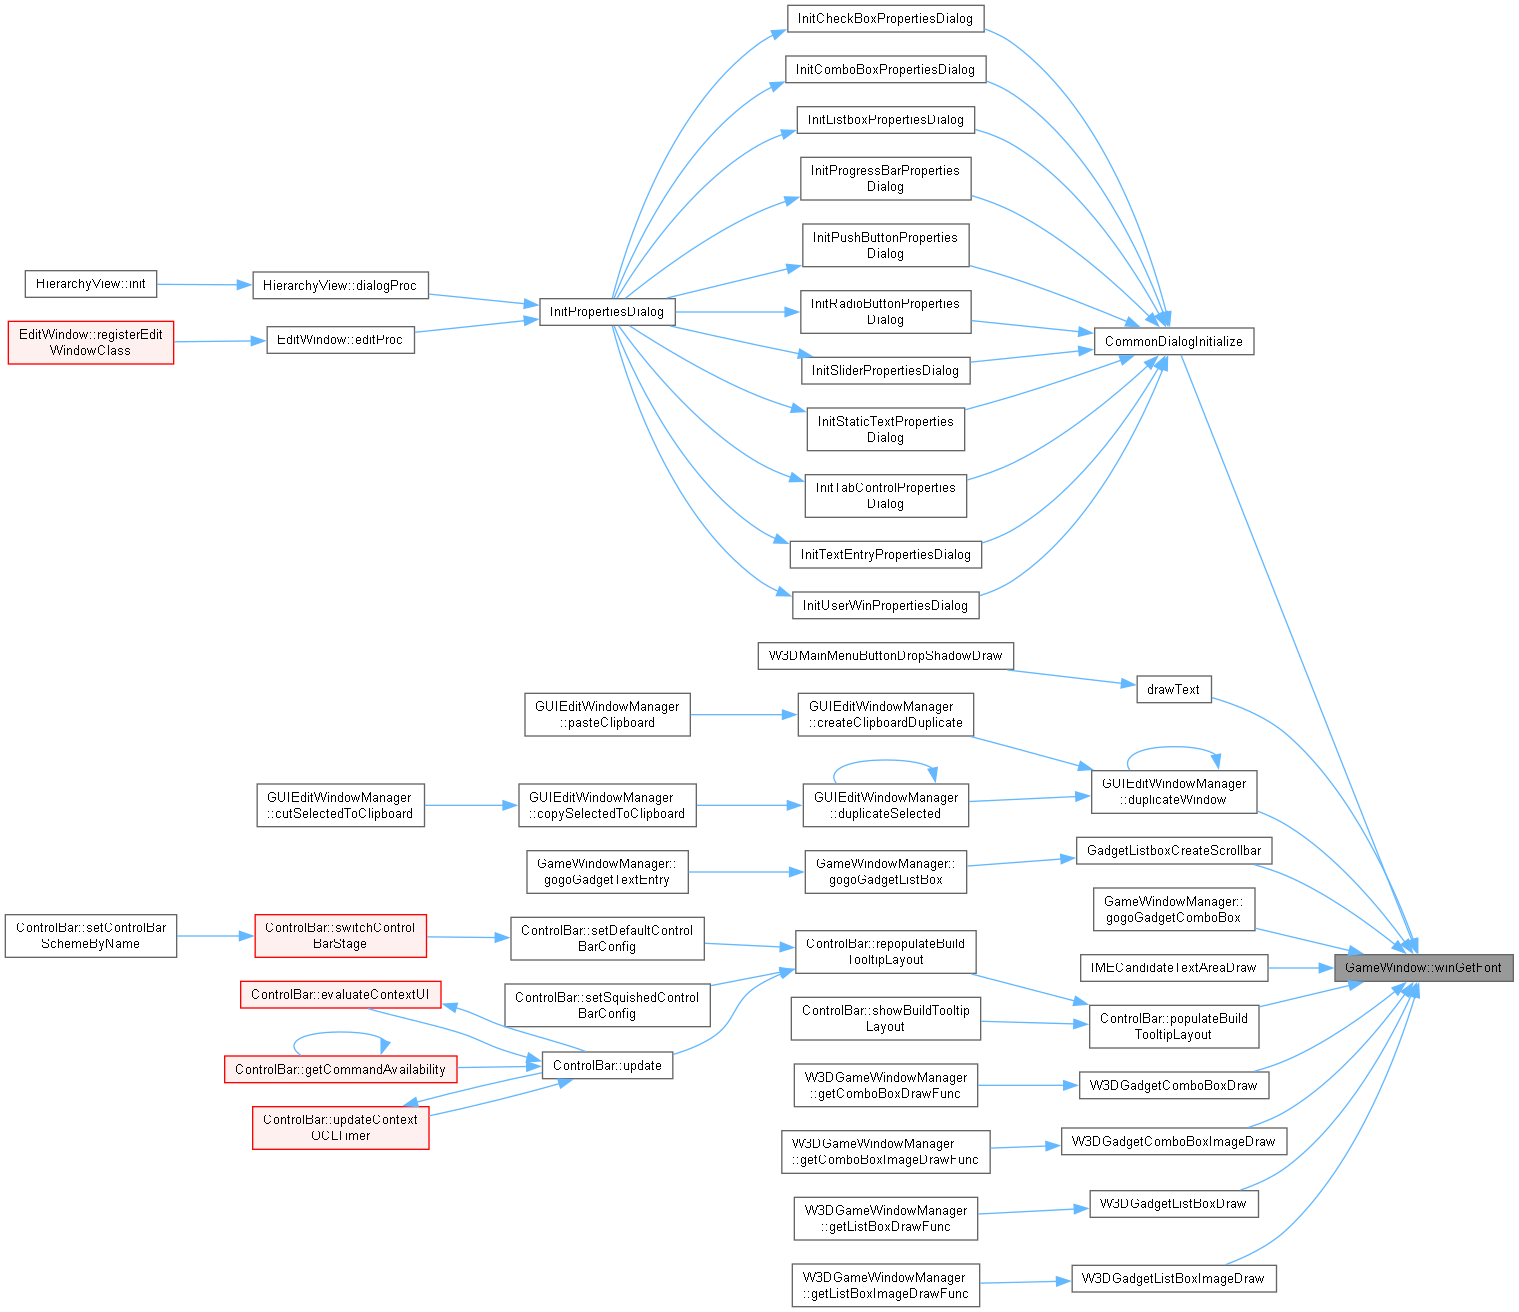 InitCheckBoxPropertiesDialog
InitComboBoxPropertiesDialog
InitListboxPropertiesDialog
InitProgressBarProperties
Dialog
InitPushButtonProperties
Dialog
InitRadioButtonProperties
Dialog
InitSliderPropertiesDialog
InitStaticTextProperties
Dialog
InitTabControlProperties
Dialog
InitTextEntryPropertiesDialog
InitUserWinPropertiesDialog
HierarchyView::init
HierarchyView::dialogProc
EditWindow::registerEdit
WindowClass
EditWindow::editProc
InitPropertiesDialog
CommonDialogInitialize
W3DMainMenuButtonDropShadowDraw
drawText
GUIEditWindowManager
::pasteClipboard
GUIEditWindowManager
::createClipboardDuplicate
GUIEditWindowManager
::duplicateWindow
GUIEditWindowManager
::cutSelectedToClipboard
GUIEditWindowManager
::copySelectedToClipboard
GUIEditWindowManager
::duplicateSelected
GadgetListboxCreateScrollbar
GameWindowManager::
gogoGadgetTextEntry
GameWindowManager::
gogoGadgetListBox
GameWindowManager::
gogoGadgetComboBox
ControlBar::setControlBar
SchemeByName
ControlBar::switchControl
BarStage
ControlBar::setDefaultControl
BarConfig
ControlBar::repopulateBuild
TooltipLayout
IMECandidateTextAreaDraw
GameWindow::winGetFont
ControlBar::evaluateContextUI
ControlBar::setSquishedControl
BarConfig
ControlBar::showBuildTooltip
Layout
ControlBar::populateBuild
TooltipLayout
ControlBar::getCommandAvailability
ControlBar::update
W3DGameWindowManager
::getComboBoxDrawFunc
W3DGadgetComboBoxDraw
ControlBar::updateContext
OCLTimer
W3DGameWindowManager
::getComboBoxImageDrawFunc
W3DGadgetComboBoxImageDraw
W3DGameWindowManager
::getListBoxDrawFunc
W3DGadgetListBoxDraw
W3DGameWindowManager
::getListBoxImageDrawFunc
W3DGadgetListBoxImageDraw